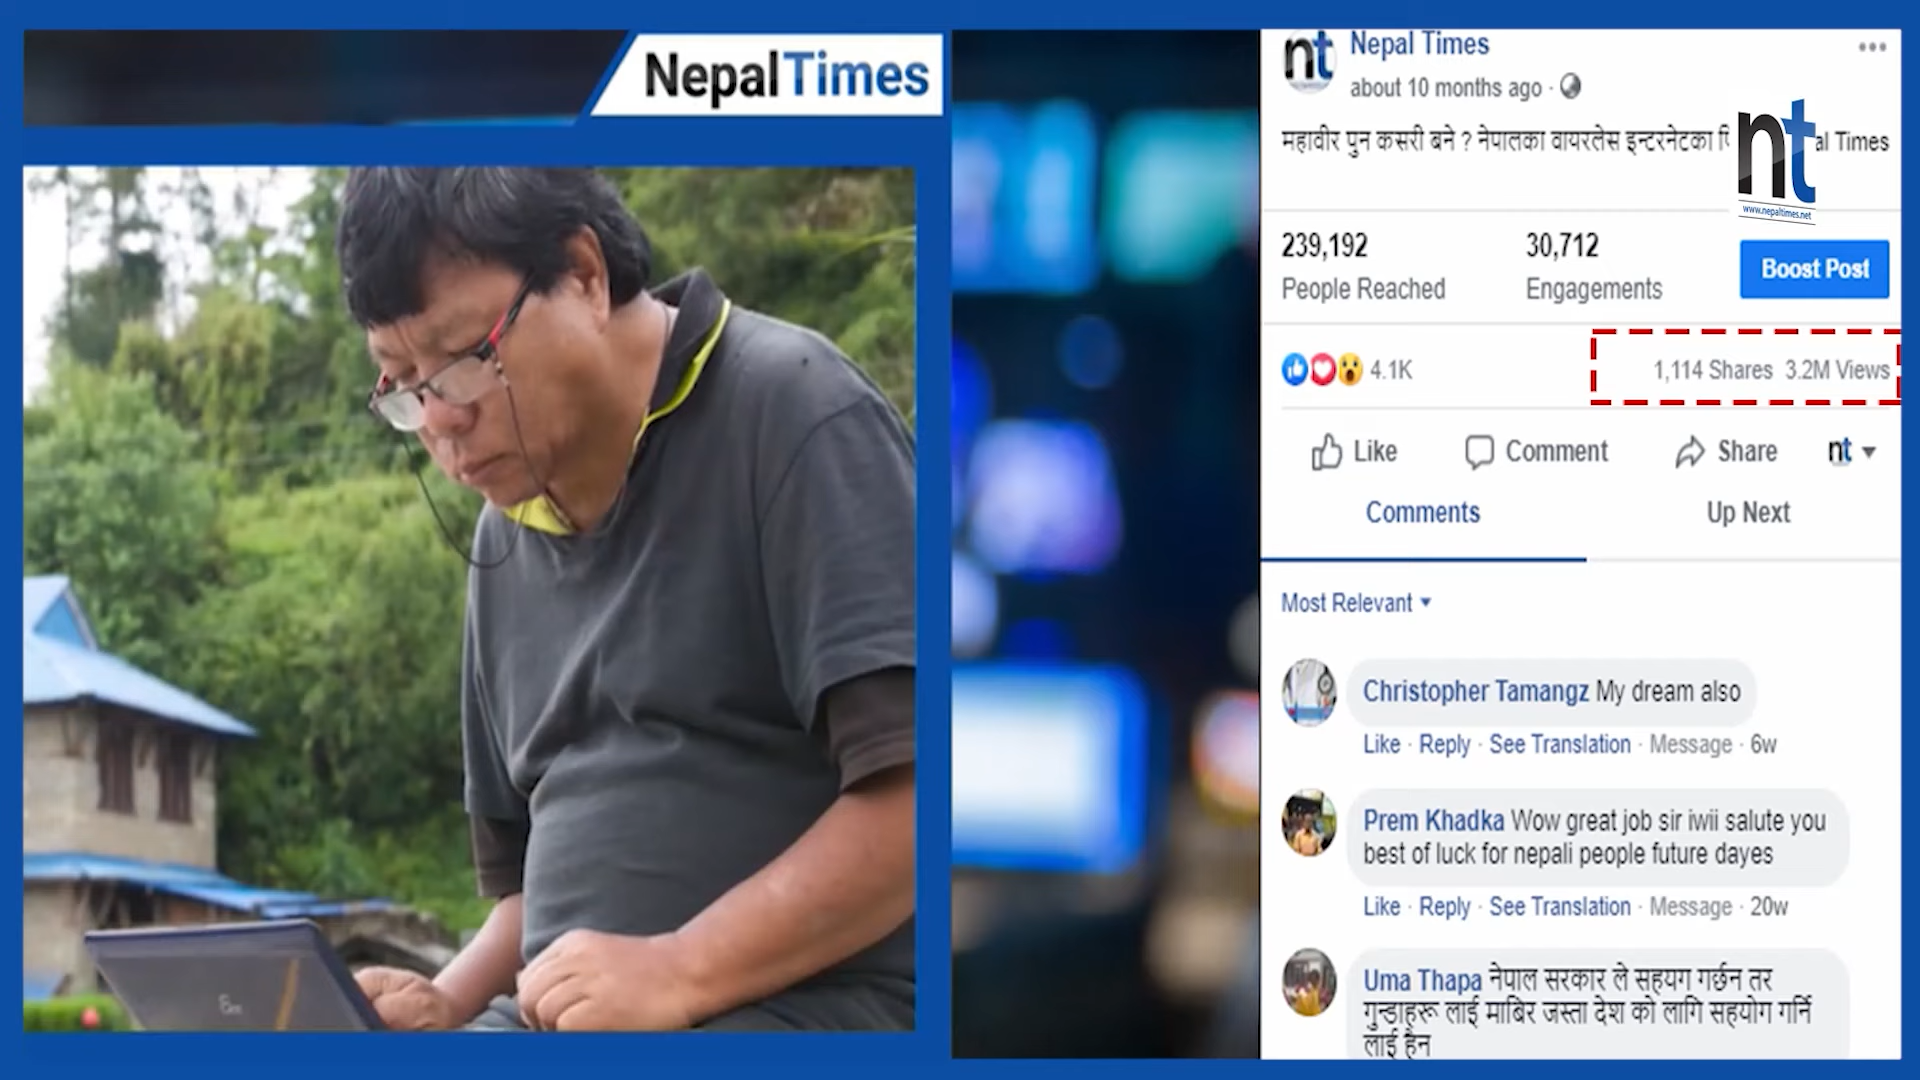 NepalTimes
Nepal Times
about 10 months ago ·
महावीर पुन कसरी बने ? नेपालका वायरलेस इन्टरनेटका
al Times
nt
www.nepaltimes.net
239,192
30,712
People Reached
Engagements
Boost Post
4.1K
1,114 Shares 3.2M Views
Like
Comment
Share
nt
Comments
Up Next
Most Relevant
Christopher Tamangz My dream also
Like · Reply · See Translation · Message · 6w
Prem Khadka Wow great job sir iwii salute you
best of luck for nepali people future dayes
Like · Reply · See Translation · Message · 20w
Uma Thapa नेपाल सरकार ले सहयग गर्छन तर
गुन्डाहरू लाई माबिर जस्ता देश को लागि सहयोग गर्नि
लाई हैन